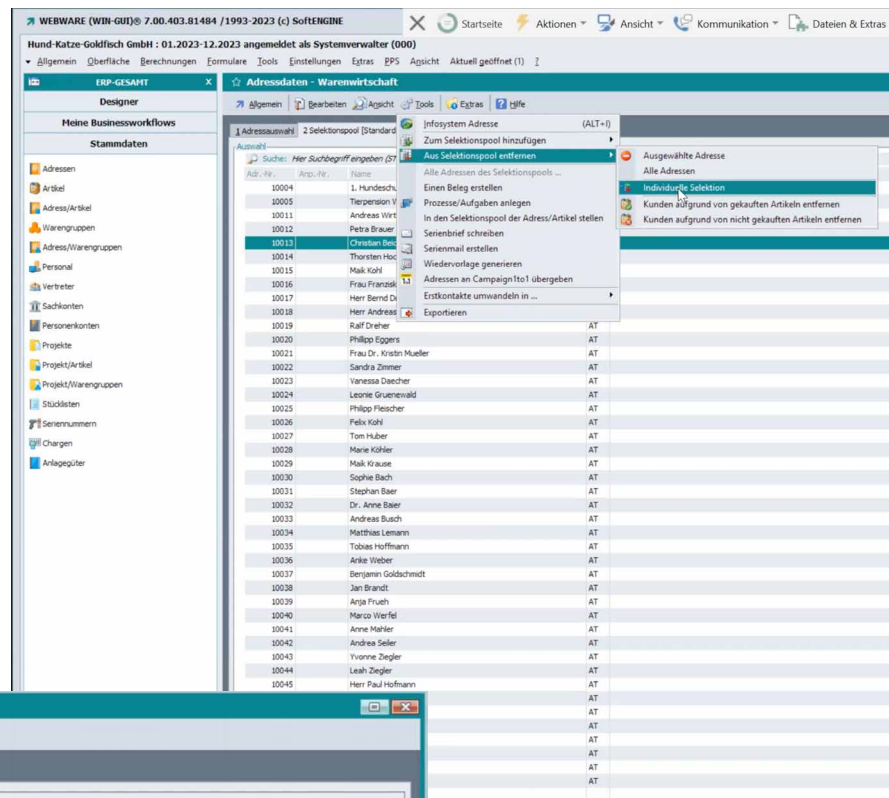 WEBWARE (WIN-GUI)® 7.00.403.81484 /1993-2023 (c) SoftENGINE
Startseite Aktionen Ansicht Kommunikation Dateien & Extras
Hund-Katze-Goldfisch GmbH : 01.2023-12.2023 angemeldet als Systemverwalter (000)
Allgemein Oberfläche Berechnungen Formulare Tools Einstellungen Extras PPS Ansicht Aktuell geöffnet (1) ?
ERP-GESAMT X
Designer
Meine Businessworkflows
Stammdaten
Adressen
Artikel
Adress/Artikel
Warengruppen
Adress/Warengruppen
Personal
Vertreter
Sachkonten
Personenkonten
Projekte
Projekt/Artikel
Projekt/Warengruppen
Stücklisten
Seriennummern
Chargen
Anlagegüter
Adressdaten - Warenwirtschaft
Allgemein Bearbeiten Ansicht Tools Extras Hilfe
1 Adressauswahl 2 Selektionspool [Standard
Auswahl
Suche: Hier Suchbegriff eingeben (ST
Adr.-Nr. Anp.-Nr. Name
10004 1. Hundeschu
10005 Tierpension
10011 Andreas Wirt
10012 Petra Brauer
10013 Christian Beic
10014 Thorsten Hoc
10015 Maik Kohl
10016 Frau Franzisk
10017 Herr Bernd Di
10018 Herr Andreas
10019 Ralf Dreher AT
10020 Philipp Eggers AT
10021 Frau Dr. Kristin Mueller AT
10022 Sandra Zimmer AT
10023 Vanessa Daecher AT
10024 Leonie Gruenewald AT
10025 Philipp Fleischer AT
10026 Felix Kohl AT
10027 Tom Huber AT
10028 Marie Köhler AT
10029 Maik Krause AT
10030 Sophie Bach AT
10031 Stephan Baer AT
10032 Dr. Anne Baier AT
10033 Andreas Busch AT
10034 Matthias Lemann AT
10035 Tobias Hoffmann AT
10036 Anke Weber AT
10037 Benjamin Goldschmidt AT
10038 Jan Brandt AT
10039 Anja Frueh AT
10040 Marco Werfel AT
10041 Anne Mahler AT
10042 Andrea Seiler AT
10043 Yvonne Ziegler AT
10044 Leah Ziegler AT
10045 Herr Paul Hofmann AT
AT
AT
AT
AT
AT
AT
AT
Infosystem Adresse (ALT+I)
Zum Selektionspool hinzufügen
Aus Selektionspool entfernen
Alle Adressen des Selektionspools ...
Einen Beleg erstellen
Prozesse/Aufgaben anlegen
In den Selektionspool der Adress/Artikel stellen
Serienbrief schreiben
Serienmail erstellen
Wiedervorlage generieren
Adressen an Campaign1to1 übergeben
Erstkontakte umwandeln in ...
Exportieren
Ausgewählte Adresse
Alle Adressen
Individuelle Selektion
Kunden aufgrund von gekauften Artikeln entfernen
Kunden aufgrund von nicht gekauften Artikeln entfernen